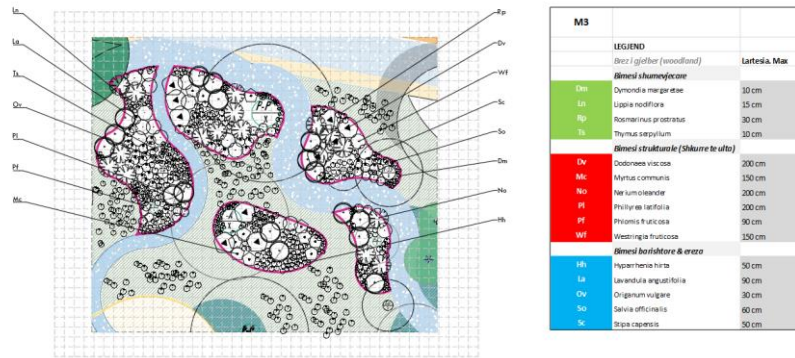 Ln
La
Ts
Ov
Pl
Pf
Mc
Rp
Dv
Wf
Sc
So
Dm
No
Hh
M3
LEGJENDI
Brez i gjelber (woodland) Lartesia. Max
Bimesi shumevjecare
Dm Dymondia margaretae 10 cm
Ln Lippia nodiflora 15 cm
Rp Rosmarinus prostratus 30 cm
Ts Thymus serpyllum 10 cm
Bimesi strukturale (Shkurre te ulta)
Dv Dodonaea viscosa 200 cm
Mc Myrtus communis 150 cm
No Nerium oleander 200 cm
Pl Phillyrea latifolia 200 cm
Pf Phlomis fruticosa 90 cm
Wf Westringia fruticosa 150 cm
Bimesi barishtore & ereza
Hh Hyparrhenia hirta 50 cm
La Lavandula angustifolia 90 cm
Ov Origanum vulgare 30 cm
So Salvia officinalis 60 cm
Sc Stipa capensis 50 cm